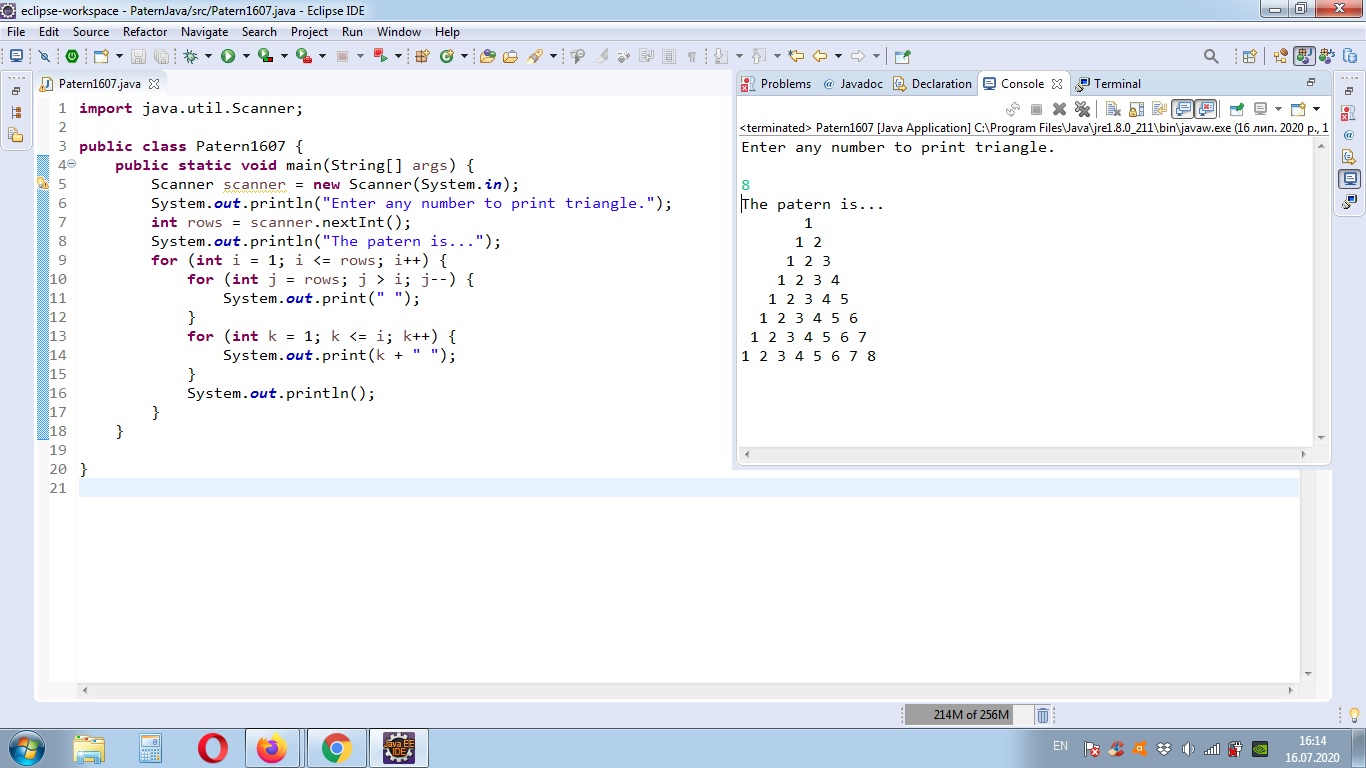 eclipse-workspace - PaternJava/src/Patern1607.java - Eclipse IDE
File Edit Source Refactor Navigate Search Project Run Window Help
Patern1607.java
1 import java.util.Scanner;
2
3 public class Patern1607 {
4     public static void main(String[] args) {
5         Scanner scanner = new Scanner(System.in);
6         System.out.println("Enter any number to print triangle.");
7         int rows = scanner.nextInt();
8         System.out.println("The patern is...");
9         for (int i = 1; i <= rows; i++) {
10             for (int j = rows; j > i; j--) {
11                 System.out.print(" ");
12             }
13             for (int k = 1; k <= i; k++) {
14                 System.out.print(k + " ");
15             }
16             System.out.println();
17         }
18     }
19
20 }
21
Problems @ Javadoc Declaration Console Terminal
<terminated> Patern1607 [Java Application] C:\Program Files\Java\jre1.8.0_211\bin\javaw.exe (16 лип. 2020 р., 1
Enter any number to print triangle.
8
The patern is...
       1
      1 2
     1 2 3
    1 2 3 4
   1 2 3 4 5
  1 2 3 4 5 6
 1 2 3 4 5 6 7
1 2 3 4 5 6 7 8
214M of 256M
Java EE
IDE
EN
16:14
16.07.2020